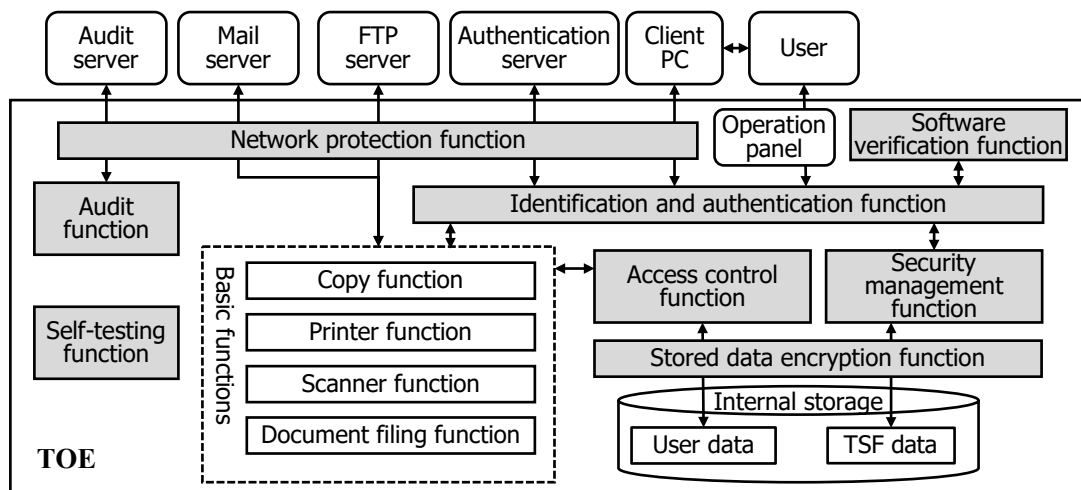 Audit
server
Mail
server
FTP
server
Authentication
server
Client
PC
User
Network protection function
Operation
panel
Software
verification function
Audit
function
Identification and authentication function
Basic functions
Copy function
Printer function
Scanner function
Document filing function
Access control
function
Security
management
function
Self-testing
function
Stored data encryption function
Internal storage
User data
TSF data
TOE